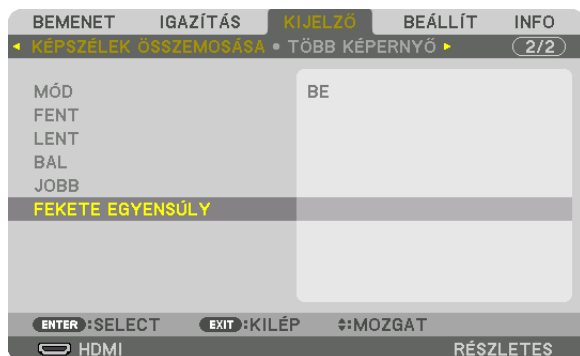 BEMENET IGAZÍTÁS KIJELZŐ BEÁLLÍT INFO
KÉPSZÉLEK ÖSSZEMOSÁSA • TÖBB KÉPERNYŐ 2/2
MÓD BE
FENT
LENT
BAL
JOBB
FEKETE EGYENSÚLY
ENTER:SELECT EXIT:KILÉP :MOZGAT
HDMI RÉSZLETES